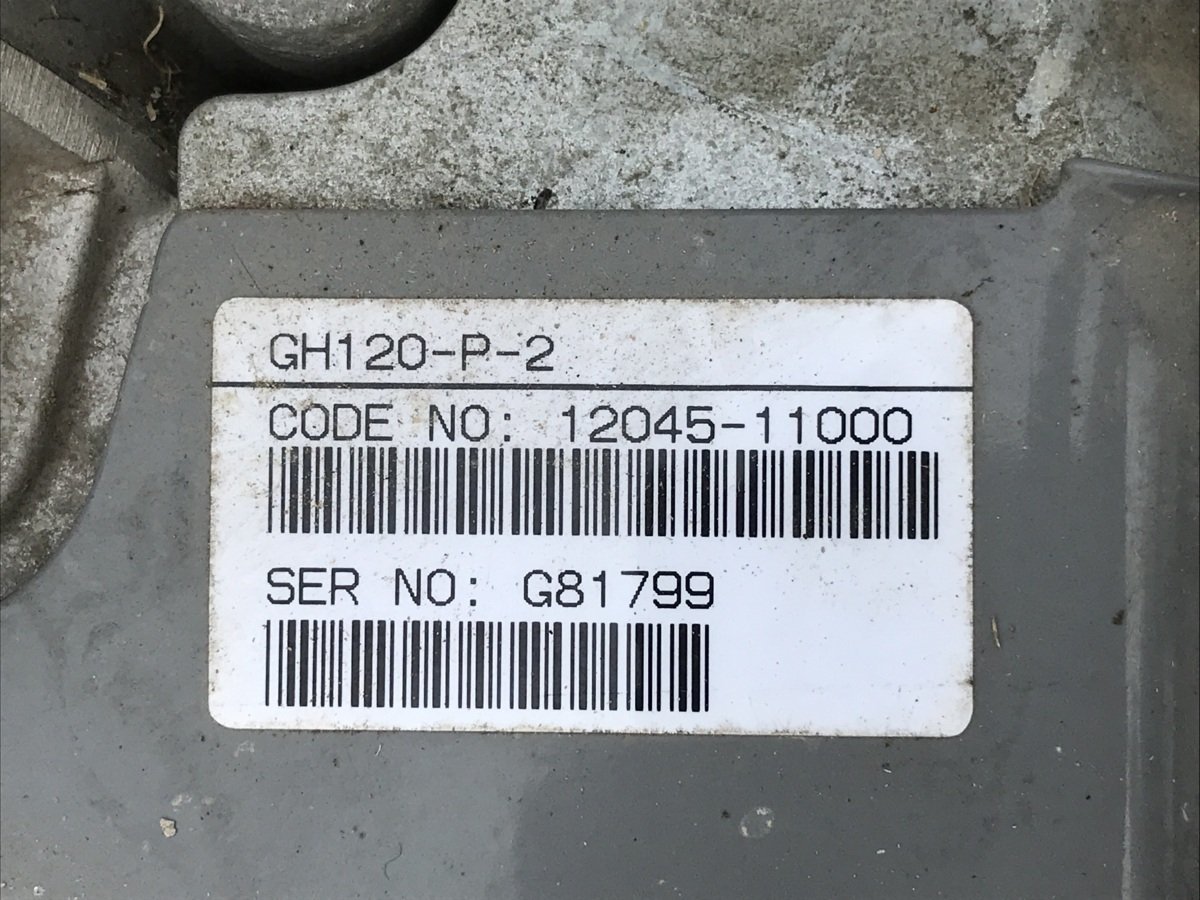 GH120-P-2
CODE NO: 12045-11000
SER NO: G81799